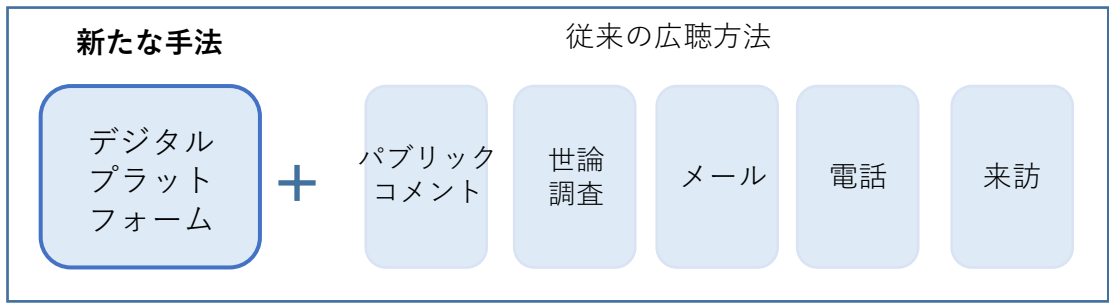 新たな手法
従来の広聴方法
デジタル
プラット
フォーム
+
パブリック
コメント
世論
調査
メール
電話
来訪